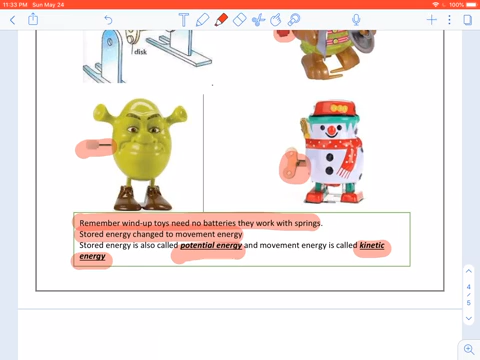 11:33 PM Sun May 24
100%
disk
Remember wind-up toys need no batteries they work with springs.
Stored energy changed to movement energy
Stored energy is also called potential energy and movement energy is called kinetic
energy
4
/
5